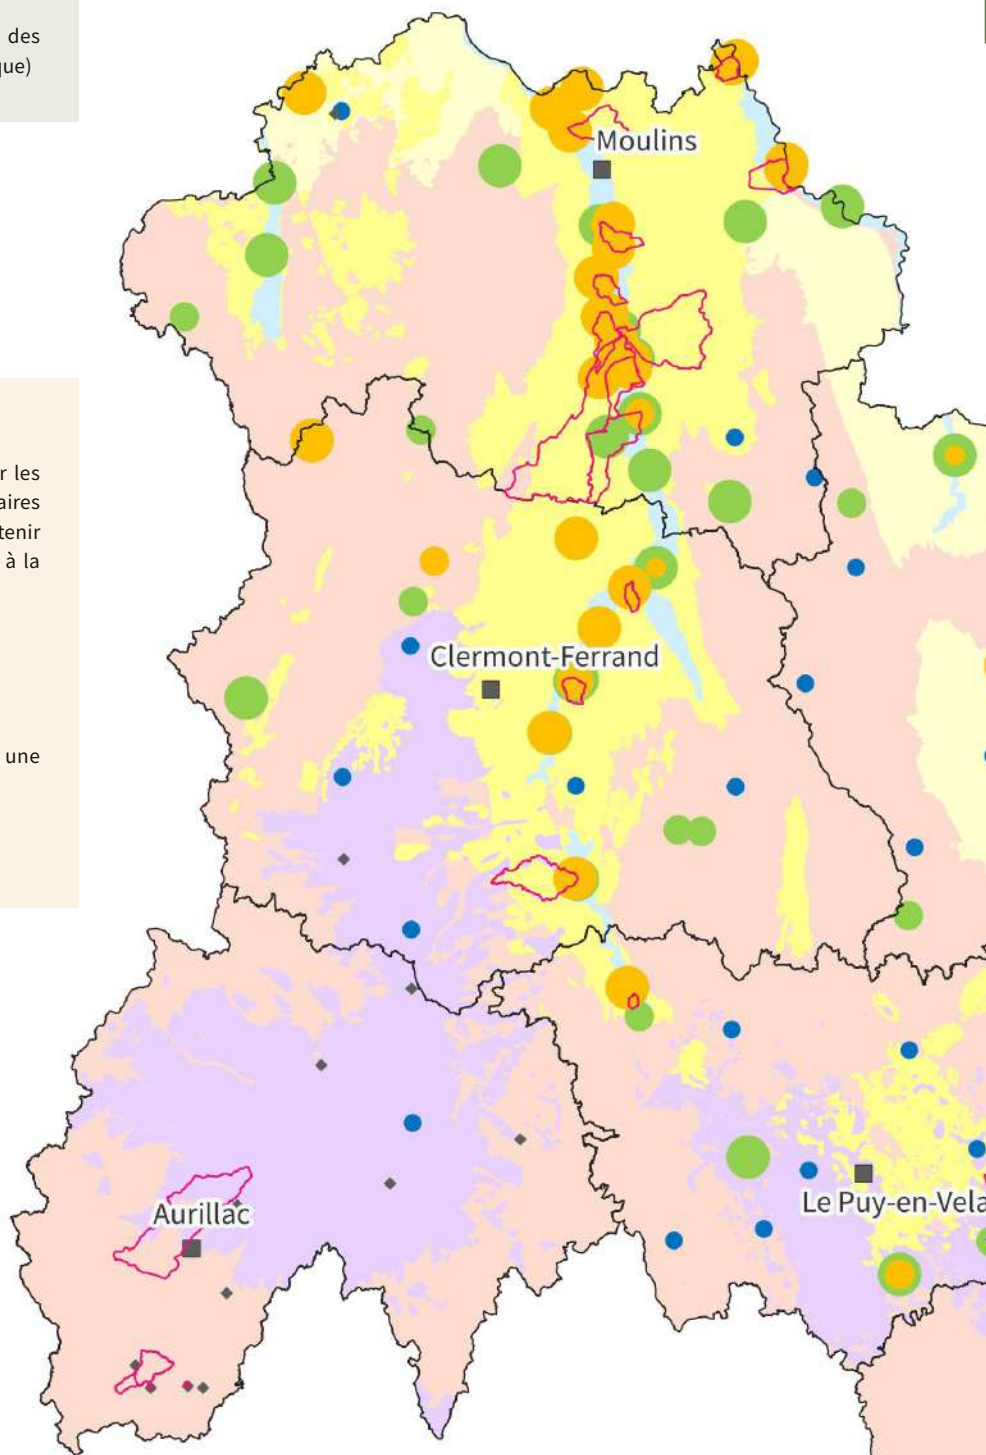 des
que)
r les
aires
tenir
à la
une
Moulins
Clermont-Ferrand
Aurillac
Le Puy-en-Vela